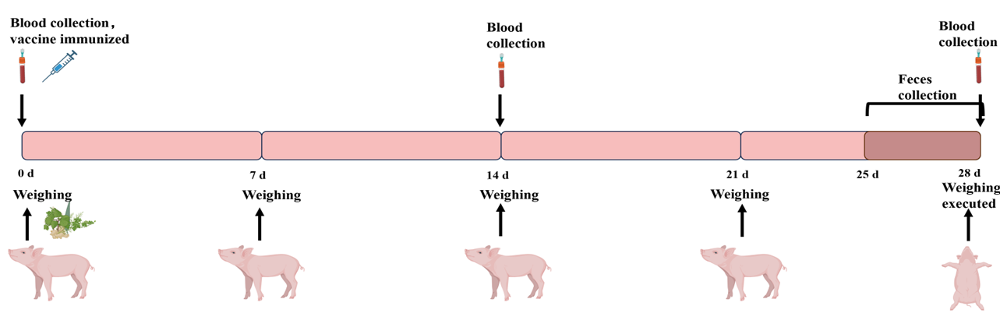 Blood collection,
vaccine immunized
Blood
collection
Blood
collection
Feces
collection
0 d
7 d
14 d
21 d
25 d
28 d
Weighing
Weighing
Weighing
Weighing
Weighing
executed